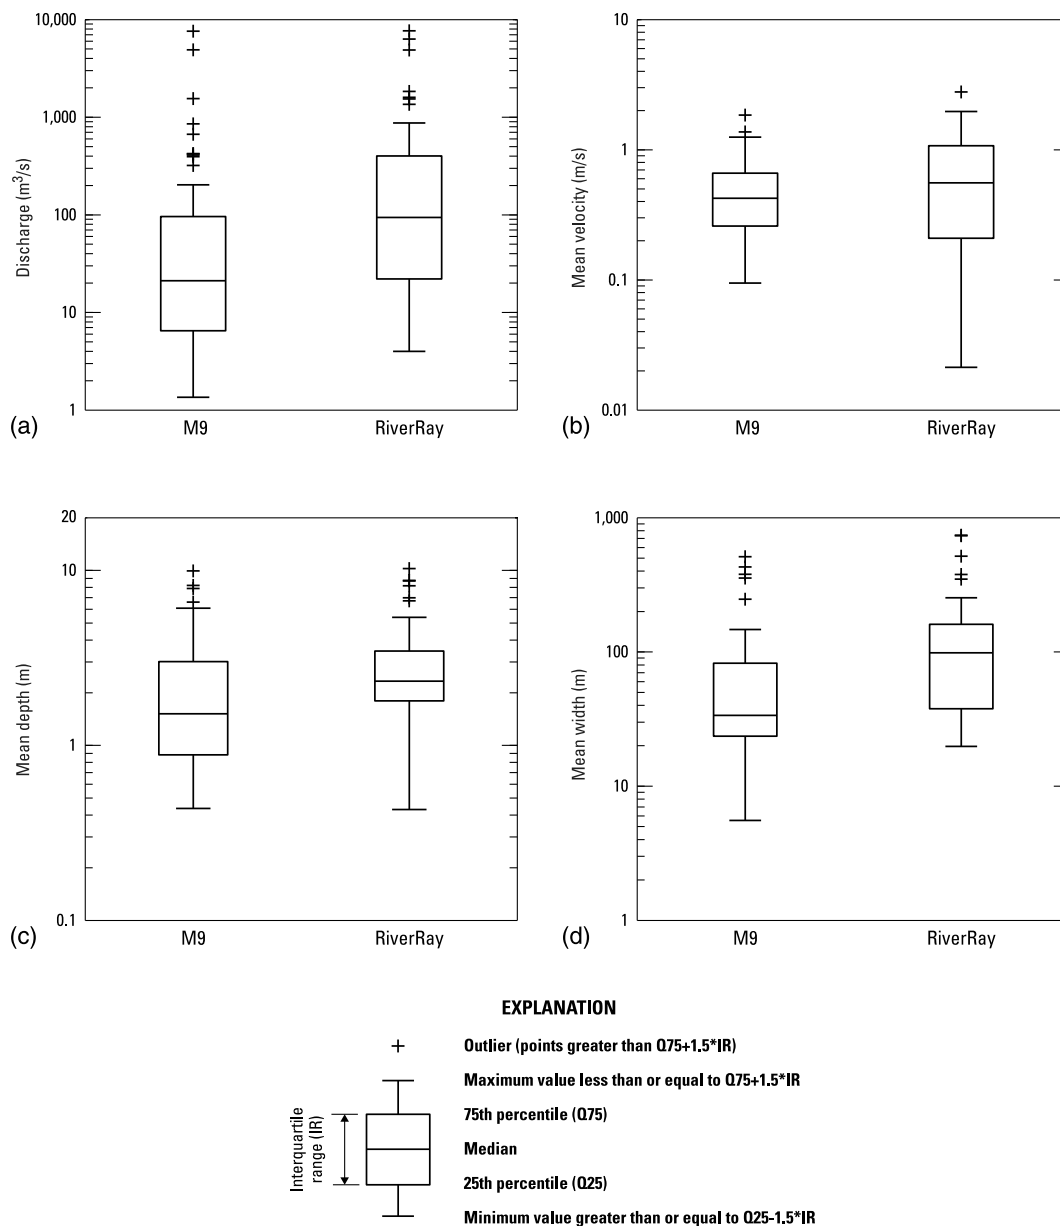 10,000
1,000
100
10
1
Discharge (m³/s)
M9
RiverRay
(a)
10
1
0.1
0.01
Mean velocity (m/s)
M9
RiverRay
(b)
20
10
1
0.1
Mean depth (m)
M9
RiverRay
(c)
1,000
100
10
1
Mean width (m)
M9
RiverRay
(d)
EXPLANATION
Outlier (points greater than Q75+1.5*IR)
Maximum value less than or equal to Q75+1.5*IR
75th percentile (Q75)
Median
25th percentile (Q25)
Minimum value greater than or equal to Q25-1.5*IR
Interquartile
range (IR)